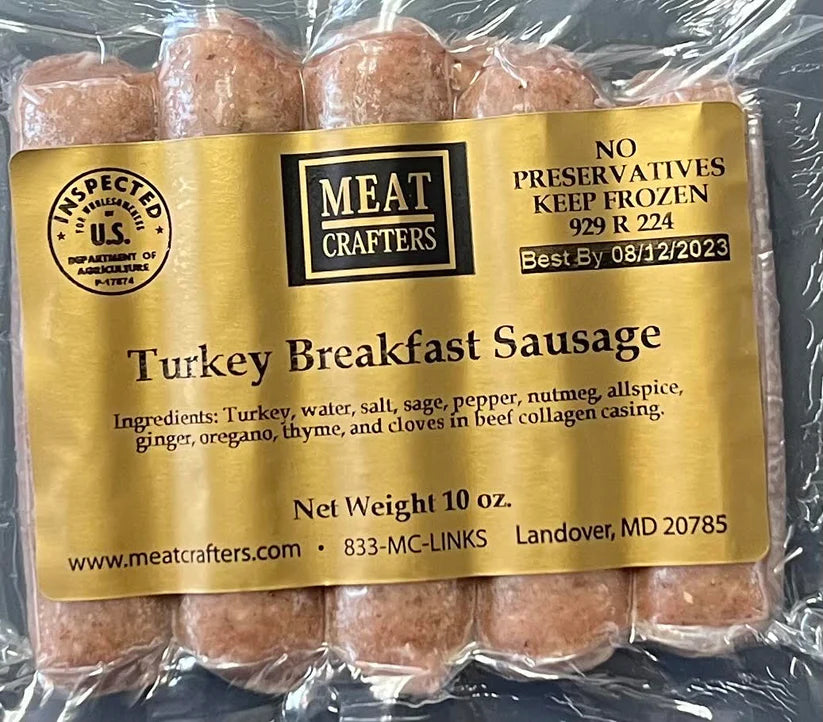 INSPECTED
FOR WHOLESOMENESS
BY
U.S.
DEPARTMENT OF
AGRICULTURE
P-17874
MEAT
CRAFTERS
NO
PRESERVATIVES
KEEP FROZEN
929 R 224
Best By 08/12/2023
Turkey Breakfast Sausage
Ingredients: Turkey, water, salt, sage, pepper, nutmeg, allspice,
ginger, oregano, thyme, and cloves in beef collagen casing.
Net Weight 10 oz.
www.meatcrafters.com • 833-MC-LINKS Landover, MD 20785